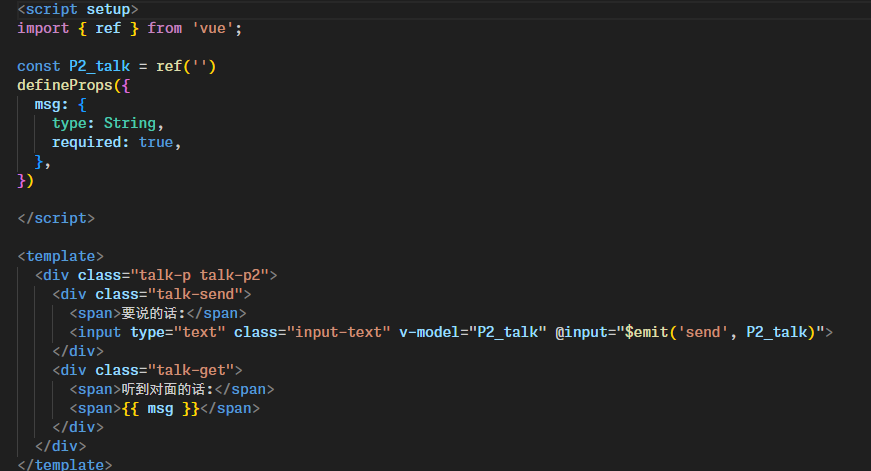 <script setup>
import { ref } from 'vue';
const P2_talk = ref('')
defineProps({
msg: {
type: String,
required: true,
},
})
</script>
<template>
<div class="talk-p talk-p2">
<div class="talk-send">
<span>要说的话:</span>
<input type="text" class="input-text" v-model="P2_talk" @input="$emit('send', P2_talk)">
</div>
<div class="talk-get">
<span>听到对面的话:</span>
<span>{{ msg }}</span>
</div>
</div>
</template>